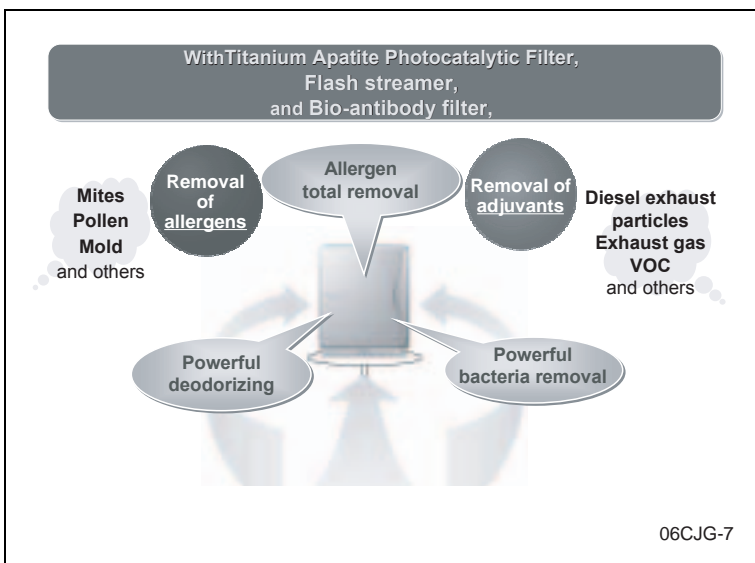 WithTitanium Apatite Photocatalytic Filter,
Flash streamer,
and Bio-antibody filter,
Mites
Pollen
Mold
and others
Removal
of
allergens
Allergen
total removal
Removal of
adjuvants
Diesel exhaust
particles
Exhaust gas
VOC
and others
Powerful
deodorizing
Powerful
bacteria removal
06CJG-7